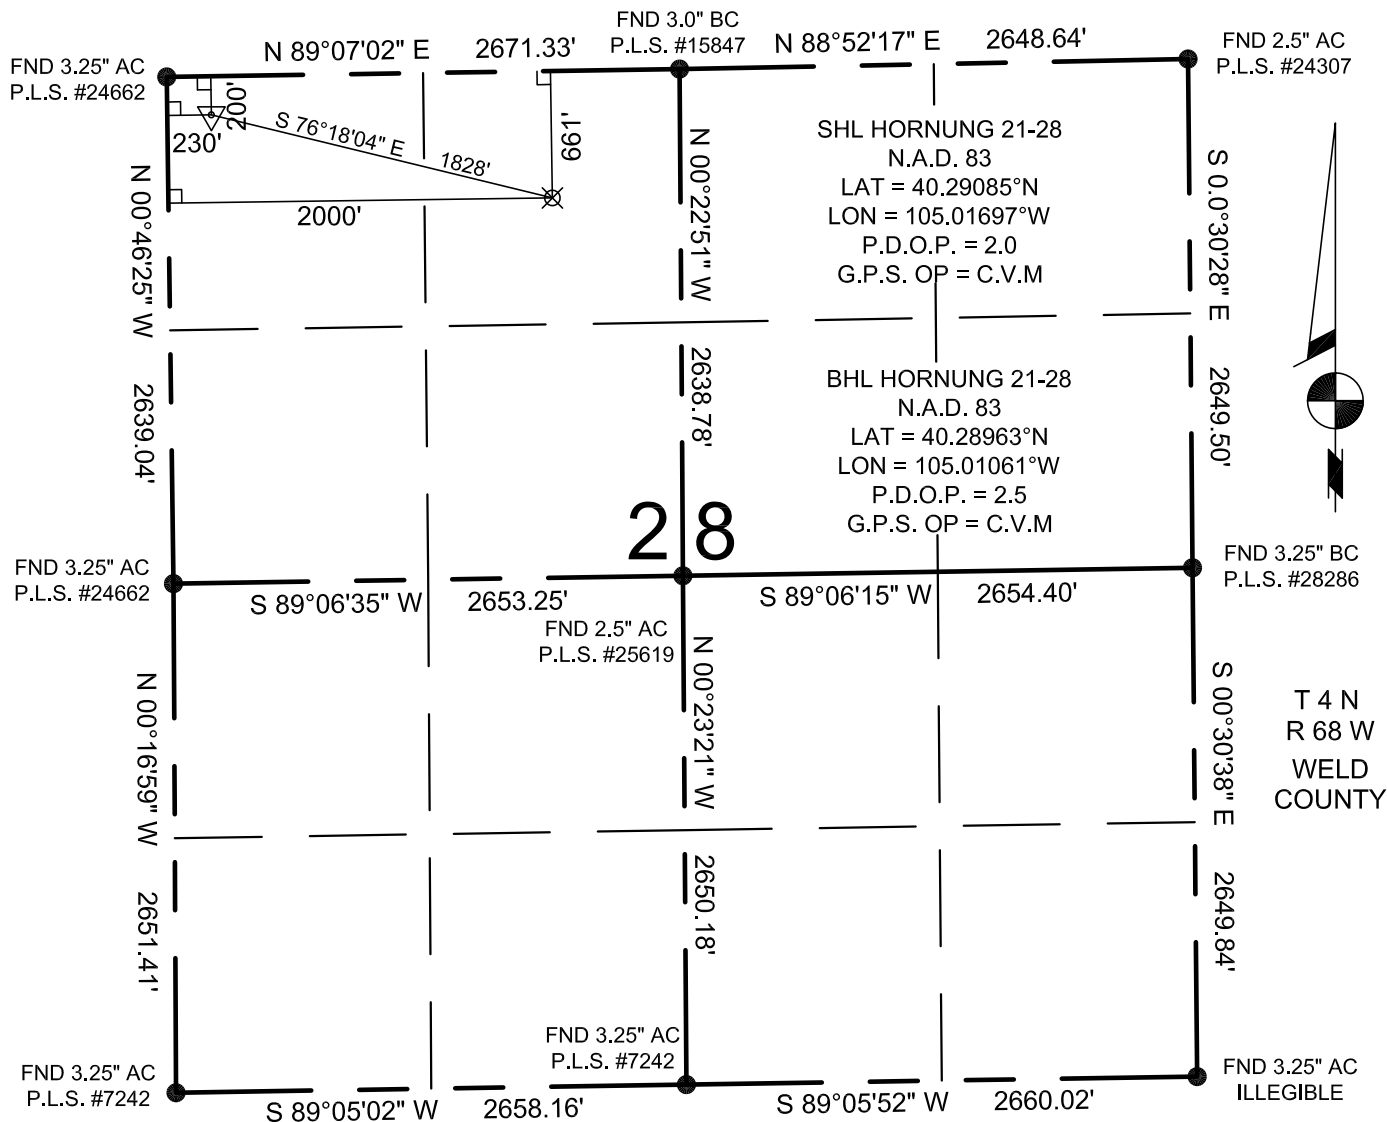 FND 3.25" AC
P.L.S. #24662
N 89°07'02" E
2671.33'
FND 3.0" BC
P.L.S. #15847
N 88°52'17" E
2648.64'
FND 2.5" AC
P.L.S. #24307
200'
230'
S 76°18'04" E
1828'
661'
2000'
N 00°46'25" W
2639.04'
N 00°22'51" W
2638.78'
SHL HORNUNG 21-28
N.A.D. 83
LAT = 40.29085°N
LON = 105.01697°W
P.D.O.P. = 2.0
G.P.S. OP = C.V.M
BHL HORNUNG 21-28
N.A.D. 83
LAT = 40.28963°N
LON = 105.01061°W
P.D.O.P. = 2.5
G.P.S. OP = C.V.M
S 0.0°30'28" E
2649.50'
28
FND 3.25" AC
P.L.S. #24662
S 89°06'35" W
2653.25'
FND 2.5" AC
P.L.S. #25619
S 89°06'15" W
2654.40'
FND 3.25" BC
P.L.S. #28286
N 00°16'59" W
2651.41'
N 00°23'21" W
2650.18'
S 00°30'38" E
2649.84'
T 4 N
R 68 W
WELD
COUNTY
FND 3.25" AC
P.L.S. #7242
S 89°05'02" W
2658.16'
FND 3.25" AC
P.L.S. #7242
S 89°05'52" W
2660.02'
FND 3.25" AC
ILLEGIBLE